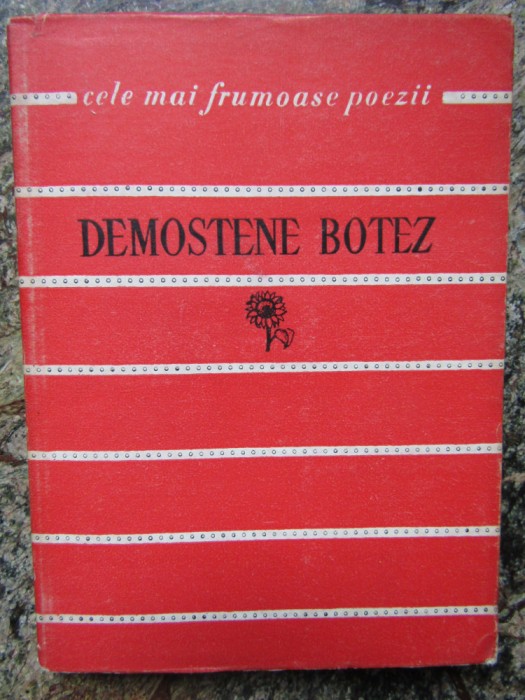 cele mai frumoase poezii
DEMOSTENE BOTEZ